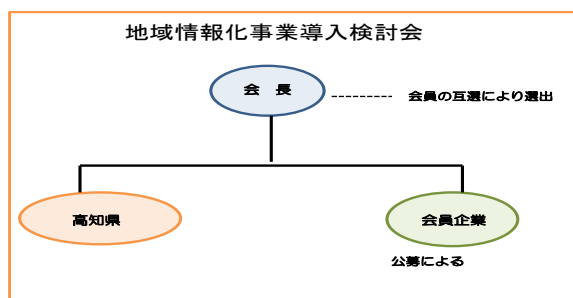 地域情報化事業導入検討会
会　長
会員の互選により選出
高知県
会員企業
公募による